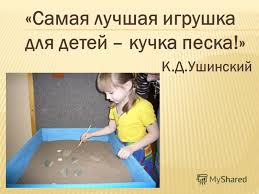 «Самая лучшая игрушка
для детей – кучка песка!»
К.Д.Ушинский
MyShared